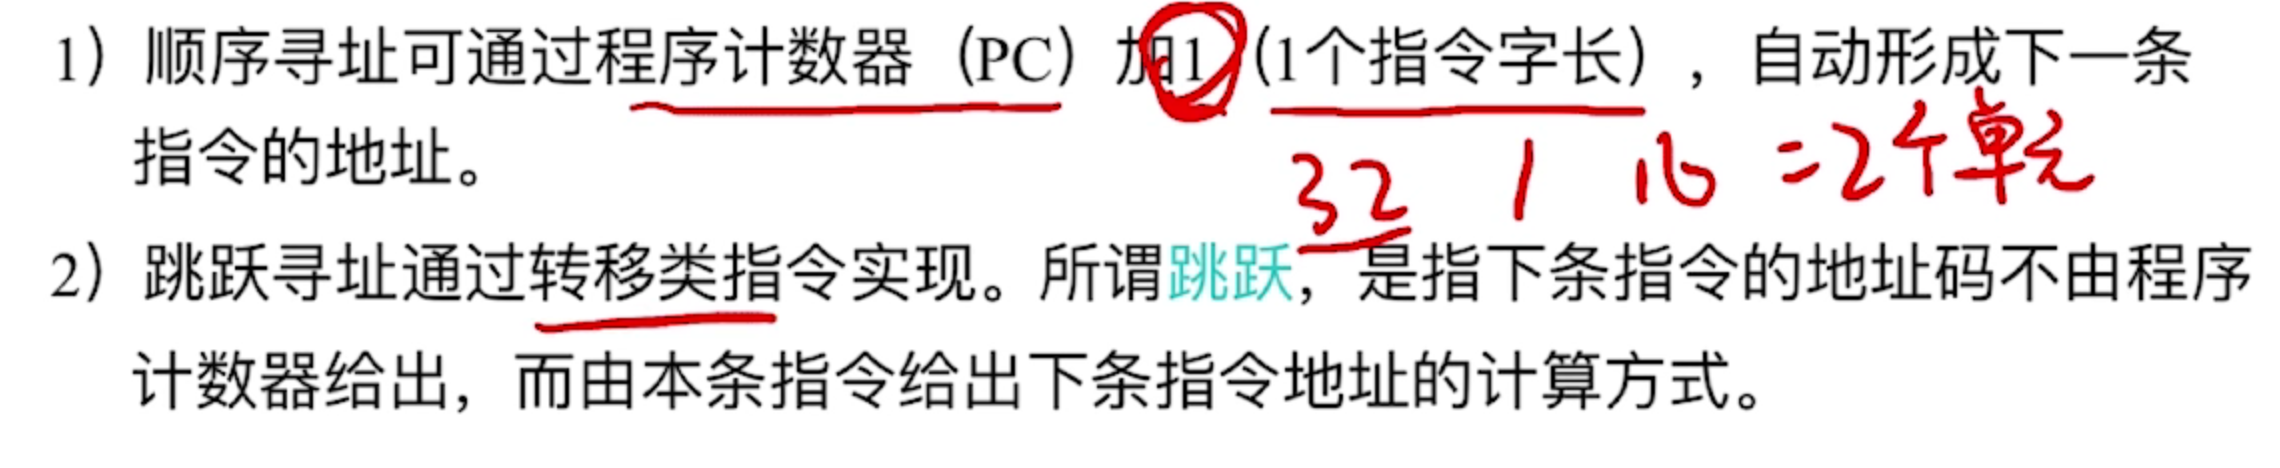 1）顺序寻址可通过程序计数器（PC）加1（1个指令字长），自动形成下一条
指令的地址。
32 1 16 =2个单元
2）跳跃寻址通过转移类指令实现。所谓跳跃，是指下条指令的地址码不由程序
计数器给出，而由本条指令给出下条指令地址的计算方式。